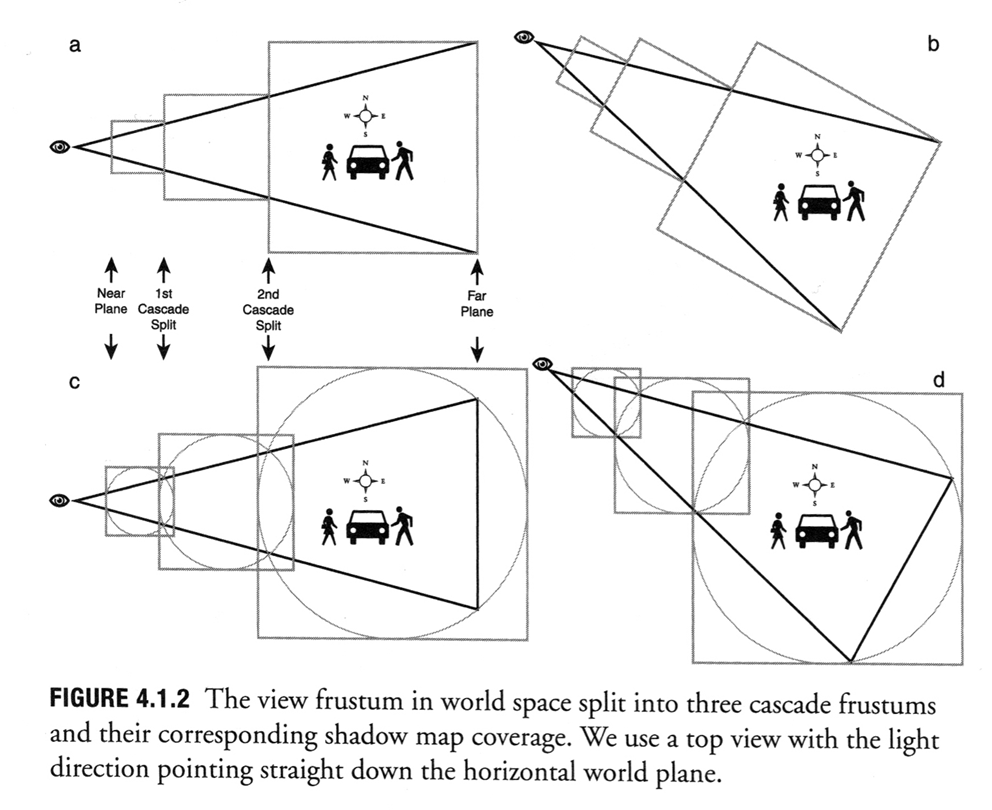 a
N
W E
S
b
N
W E
S
Near
Plane
1st
Cascade
Split
2nd
Cascade
Split
Far
Plane
c
N
W E
S
d
N
W E
S
FIGURE 4.1.2 The view frustum in world space split into three cascade frustums
and their corresponding shadow map coverage. We use a top view with the light
direction pointing straight down the horizontal world plane.